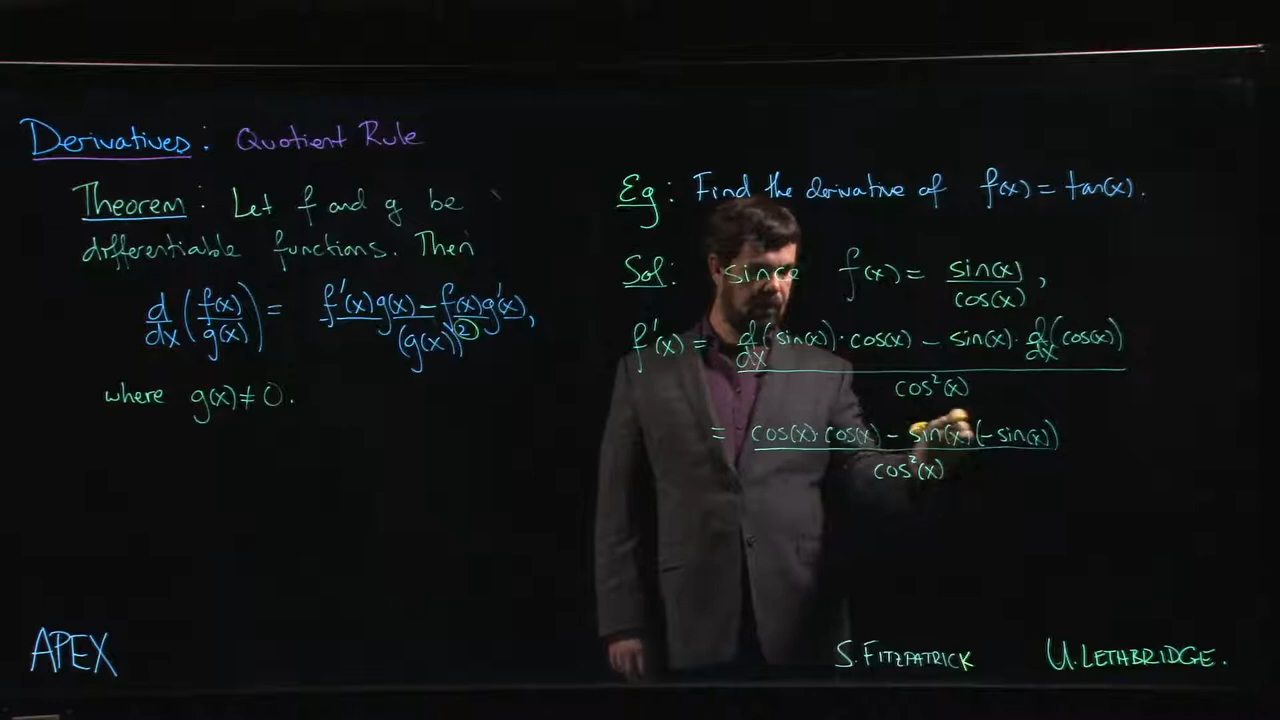 Derivatives: Quotient Rule
Theorem: Let f and g be
differentiable functions. Then
d/dx (f(x)/g(x)) = (f'(x)g(x) - f(x)g'(x))/(g(x))^2,
where g(x) ≠ 0.
Eg: Find the derivative of f(x) = tan(x).
Sol: since f(x) = sin(x)/cos(x),
f'(x) = (d/dx(sin(x))·cos(x) - sin(x)·d/dx(cos(x)))/cos²(x)
= (cos(x)·cos(x) - sin(x)(-sin(x)))/cos²(x)
APEX
S. FITZPATRICK
U. LETHBRIDGE.